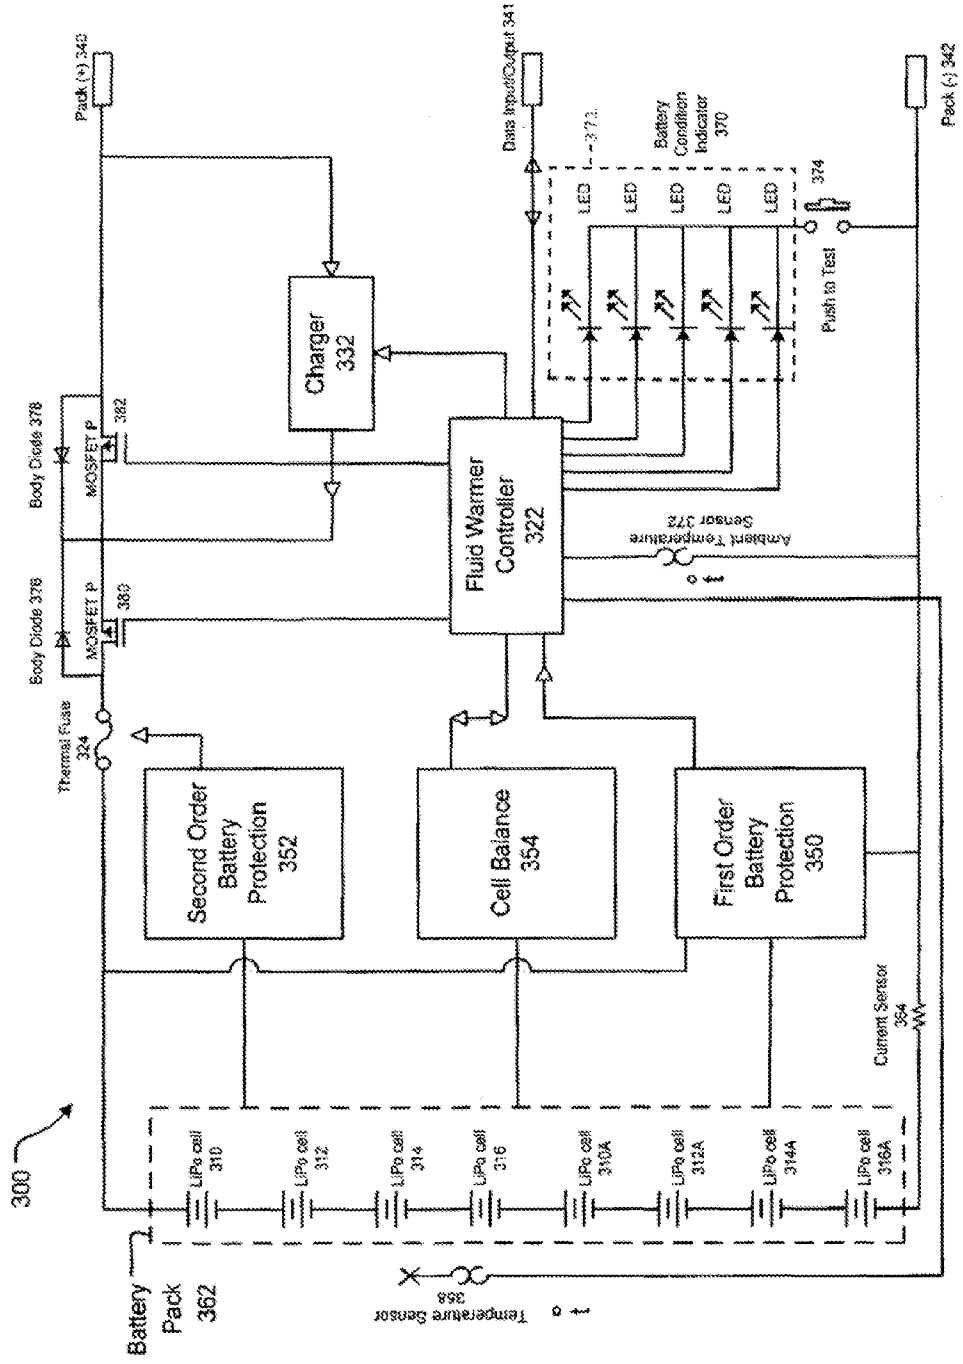 300
Battery
Pack
362
LiPo cell
310
LiPo cell
312
LiPo cell
314
LiPo cell
316
LiPo cell
310A
LiPo cell
312A
LiPo cell
314A
LiPo cell
316A
Temperature Sensor
358
t
Current Sensor
364
Second Order
Battery
Protection
352
Cell Balance
354
First Order
Battery
Protection
350
Thermal Fuse
324
Body Diode 376
MOSFET P
380
Body Diode 378
MOSFET P
382
Charger
332
Fluid Warmer
Controller
322
Ambient Temperature
Sensor 372
t
Pack (+) 340
Data Input/Output 341
Battery
Condition
Indicator
370
LED
LED
LED
LED
LED
374
Push to Test
Pack (-) 342